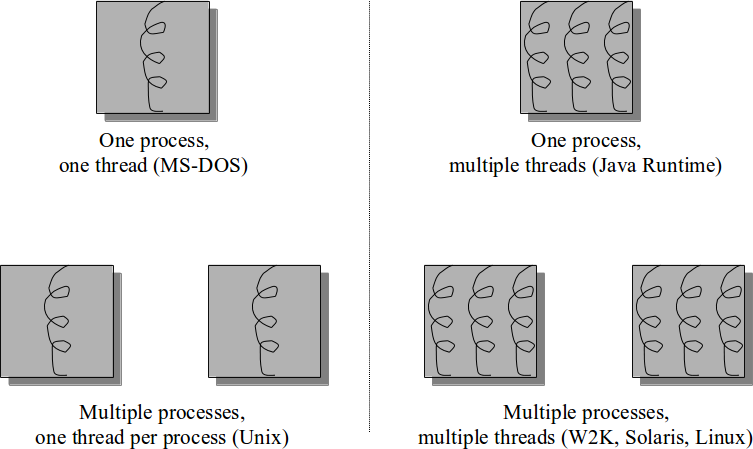 One process,
one thread (MS-DOS)
One process,
multiple threads (Java Runtime)
Multiple processes,
one thread per process (Unix)
Multiple processes,
multiple threads (W2K, Solaris, Linux)